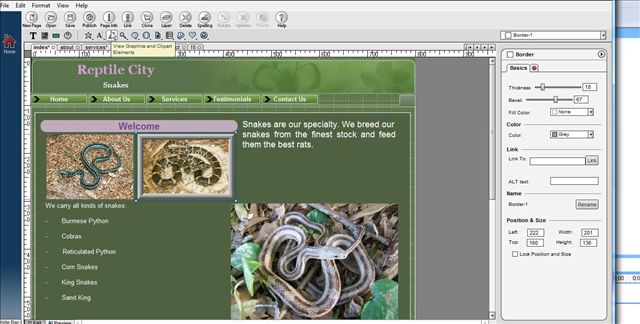 File Edit View Format Help
New Pages Open Save Publish Page Info Link Clone Layer Delete Spelling
Border-1
index* about services* ct 15
View Graphics and Clipart
Elements
Home
Reptile City
Snakes
Home About Us Services Testimonials Contact Us
Welcome
Snakes are our specialty. We breed our
snakes from the finest stock and feed
them the best rats.
We carry all kinds of snakes:
- Burmese Python
- Cobras
- Reticulated Python
- Corn Snakes
- King Snakes
- Sand King
Border
Basics
Thickness 18
Bevel: 67
Fill Color: None
Color
Color: Grey
Link
Link To: Link
ALT text:
Name
Border-1 Rename
Position & Size
Left: 222 Width: 201
Top: 160 Height: 136
Lock Position and Size
Preview